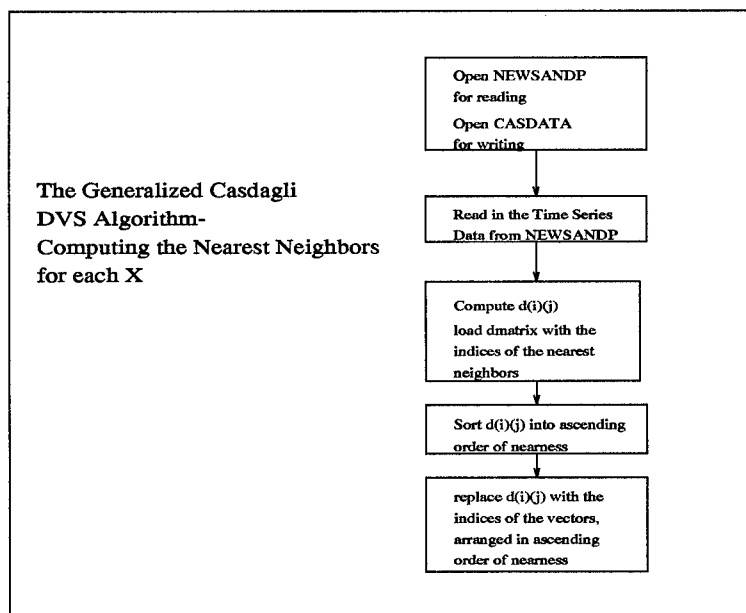 The Generalized Casdagli
DVS Algorithm-
Computing the Nearest Neighbors
for each X
Open NEWSANDP
for reading
Open CASDATA
for writing
Read in the Time Series
Data from NEWSANDP
Compute d(i)(j)
load dmatrix with the
indices of the nearest
neighbors
Sort d(i)(j) into ascending
order of nearness
replace d(i)(j) with the
indices of the vectors,
arranged in ascending
order of nearness